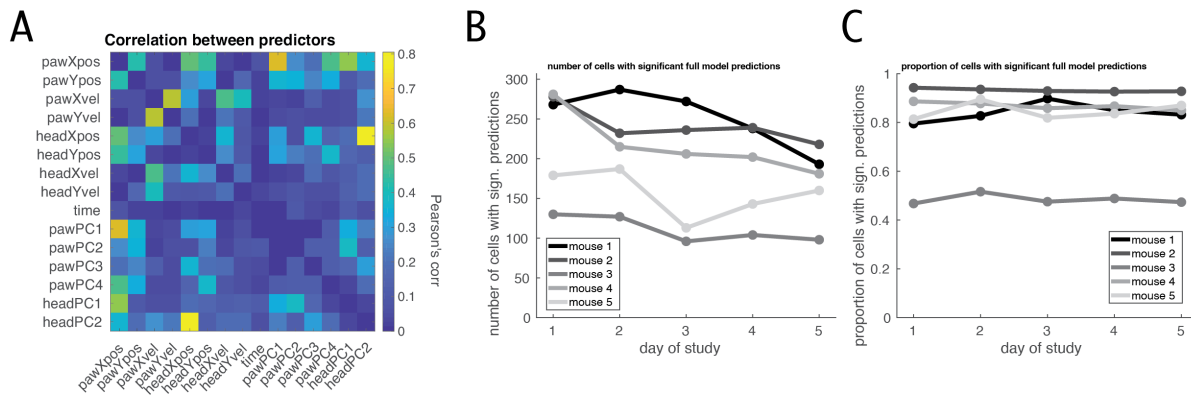 A
Correlation between predictors
pawXpos
pawYpos
pawXvel
pawYvel
headXpos
headYpos
headXvel
headYvel
time
pawPC1
pawPC2
pawPC3
pawPC4
headPC1
headPC2
pawXpos
pawYpos
pawXvel
pawYvel
headXpos
headYpos
headXvel
headYvel
time
pawPC1
pawPC2
pawPC3
pawPC4
headPC1
headPC2
0.8
0.7
0.6
0.5
0.4
0.3
0.2
0.1
0
Pearson's corr
B
number of cells with significant full model predictions
number of cells with sign. predictions
300
250
200
150
100
50
0
mouse 1
mouse 2
mouse 3
mouse 4
mouse 5
1 2 3 4 5
day of study
C
proportion of cells with significant full model predictions
proportion of cells with sign. predictions
1
0.8
0.6
0.4
0.2
0
mouse 1
mouse 2
mouse 3
mouse 4
mouse 5
1 2 3 4 5
day of study